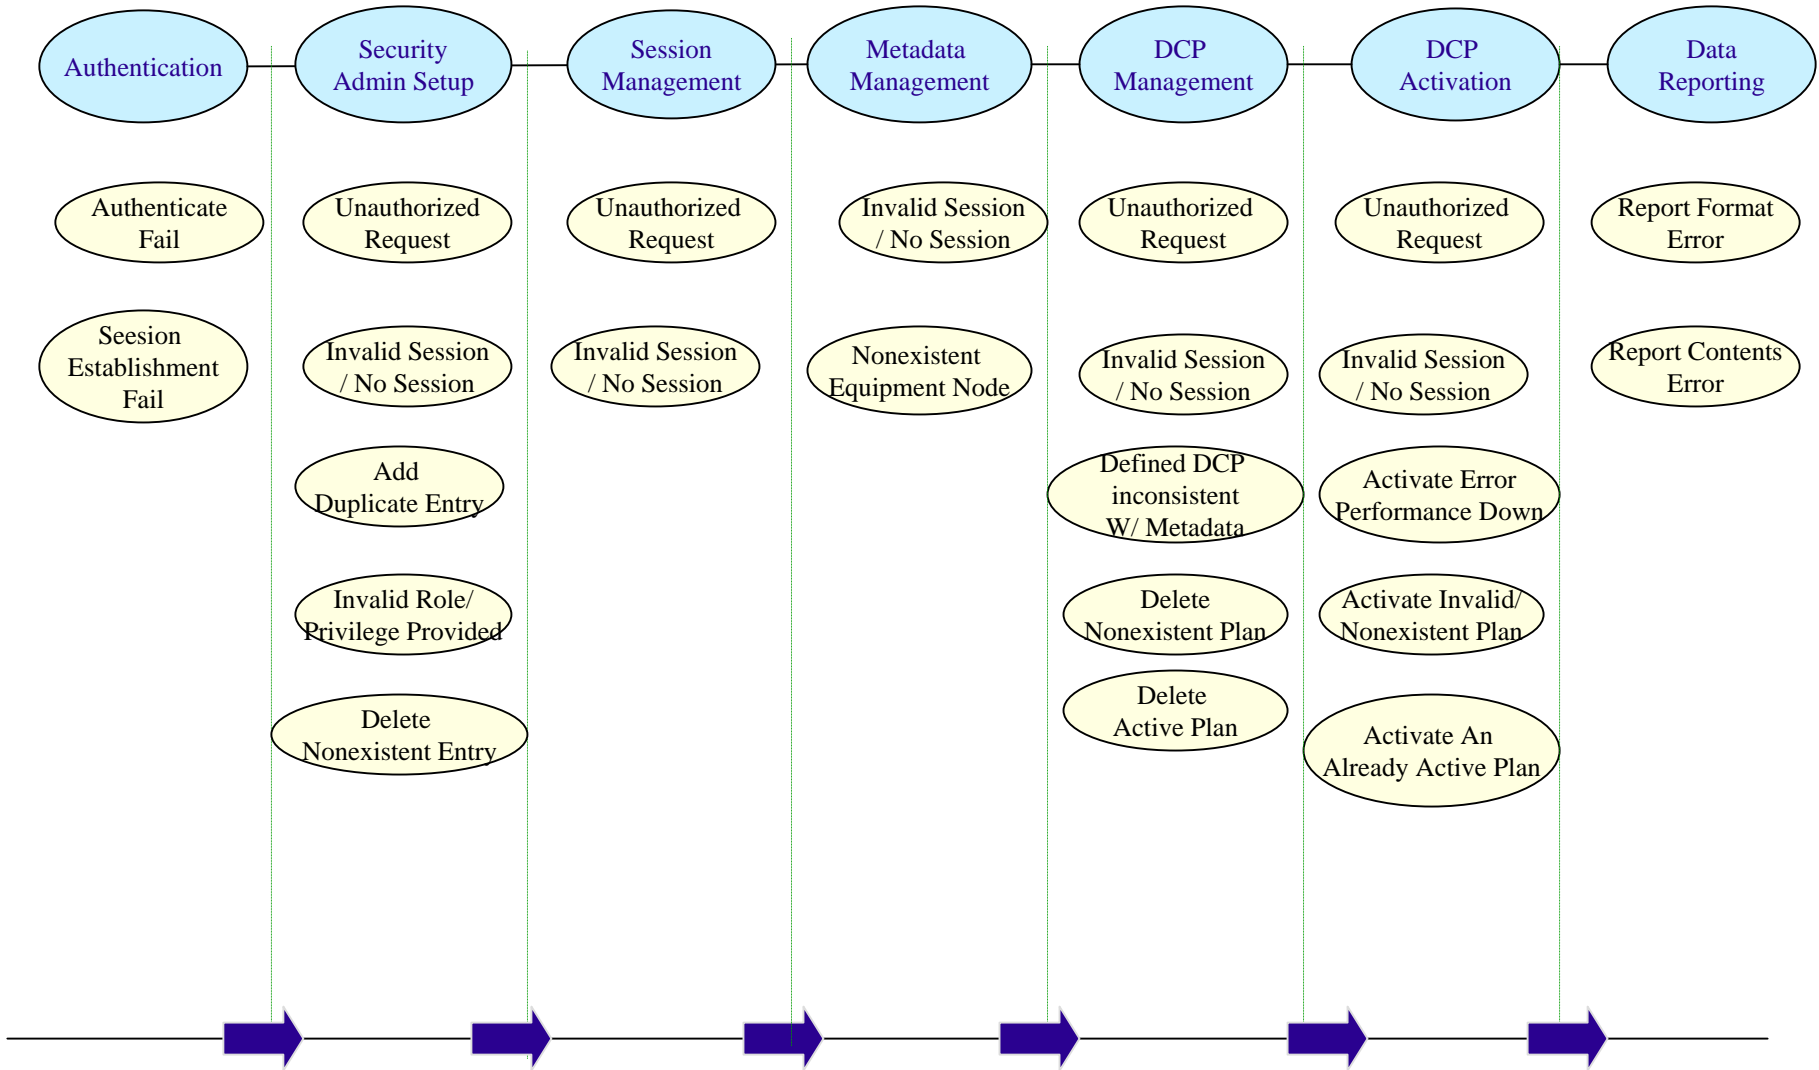 Authentication
Security
Admin Setup
Session
Management
Metadata
Management
DCP
Management
DCP
Activation
Data
Reporting
Authenticate
Fail
Unauthorized
Request
Unauthorized
Request
Invalid Session
/ No Session
Unauthorized
Request
Unauthorized
Request
Report Format
Error
Seesion
Establishment
Fail
Invalid Session
/ No Session
Invalid Session
/ No Session
Nonexistent
Equipment Node
Invalid Session
/ No Session
Invalid Session
/ No Session
Report Contents
Error
Add
Duplicate Entry
Defined DCP
inconsistent
W/ Metadata
Activate Error
Performance Down
Invalid Role/
Privilege Provided
Delete
Nonexistent Plan
Activate Invalid/
Nonexistent Plan
Delete
Nonexistent Entry
Delete
Active Plan
Activate An
Already Active Plan